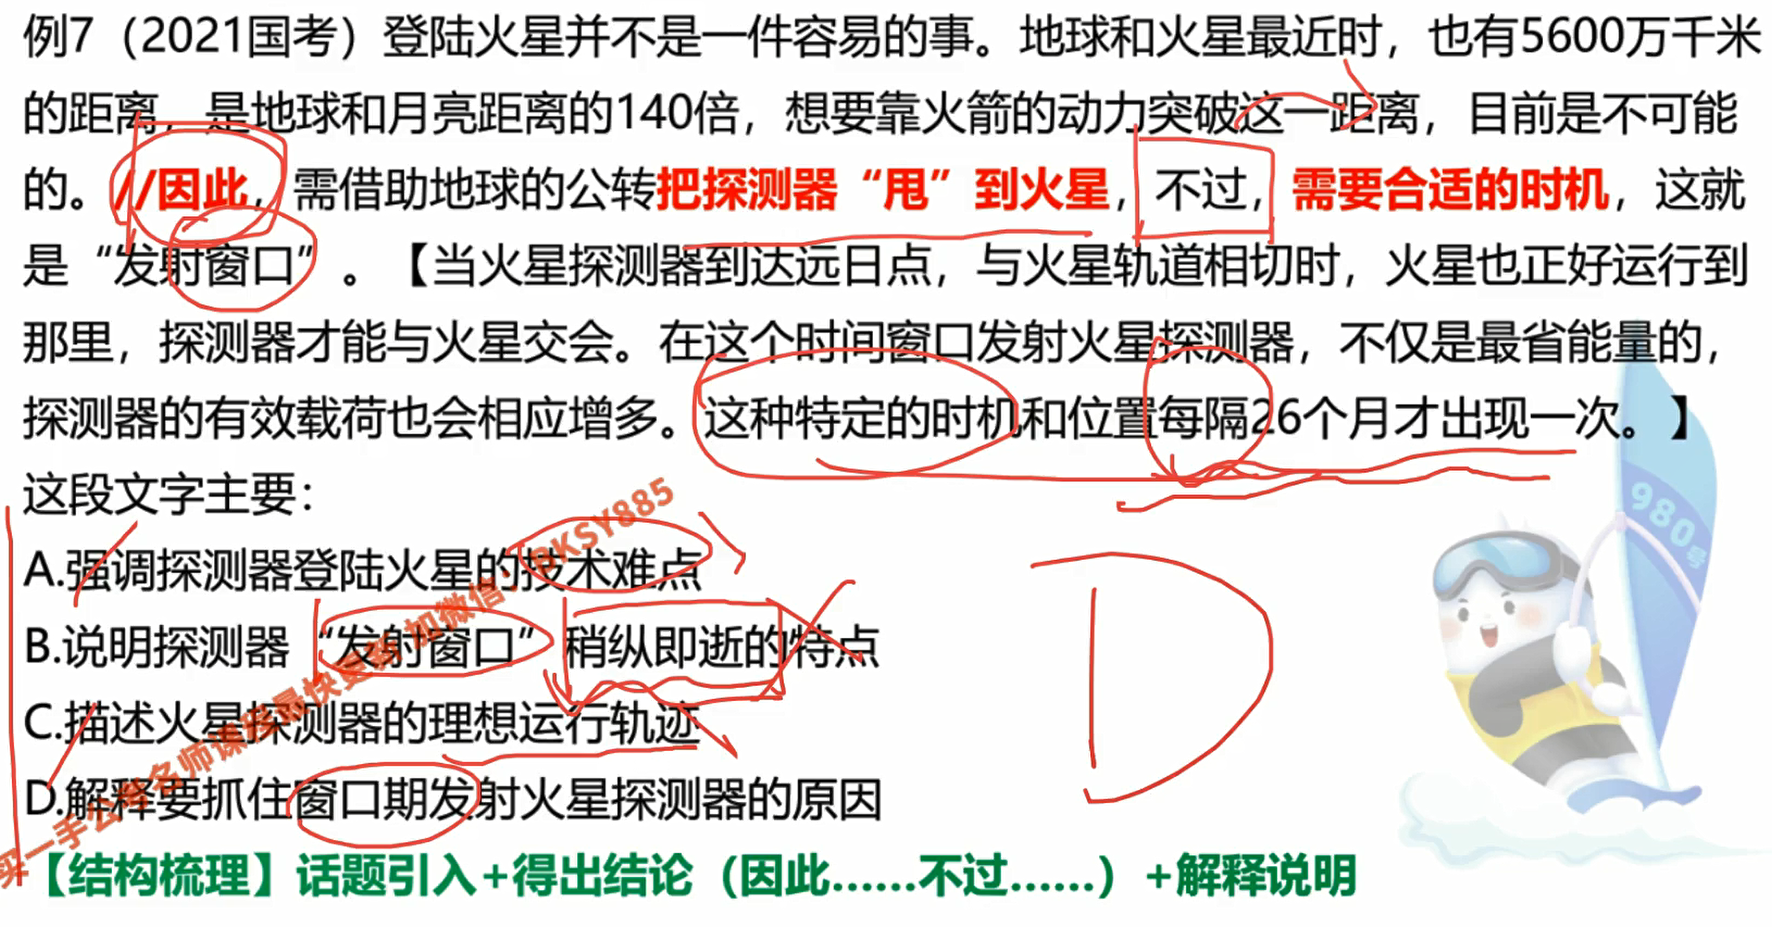 例7（2021国考）登陆火星并不是一件容易的事。地球和火星最近时，也有5600万千米
的距离，是地球和月亮距离的140倍，想要靠火箭的动力突破这一距离，目前是不可能
的。//因此，需借助地球的公转把探测器“甩”到火星，不过，需要合适的时机，这就
是“发射窗口”。【当火星探测器到达远日点，与火星轨道相切时，火星也正好运行到
那里，探测器才能与火星交会。在这个时间窗口发射火星探测器，不仅是最省能量的，
探测器的有效载荷也会相应增多。这种特定的时机和位置每隔26个月才出现一次。】
这段文字主要：
A.强调探测器登陆火星的技术难点
B.说明探测器“发射窗口”稍纵即逝的特点
C.描述火星探测器的理想运行轨迹
D.解释要抓住窗口期发射火星探测器的原因
【结构梳理】话题引入+得出结论（因此……不过……）+解释说明
D
980号
买一手公考名师课程最快更新 加微信：BKSY885